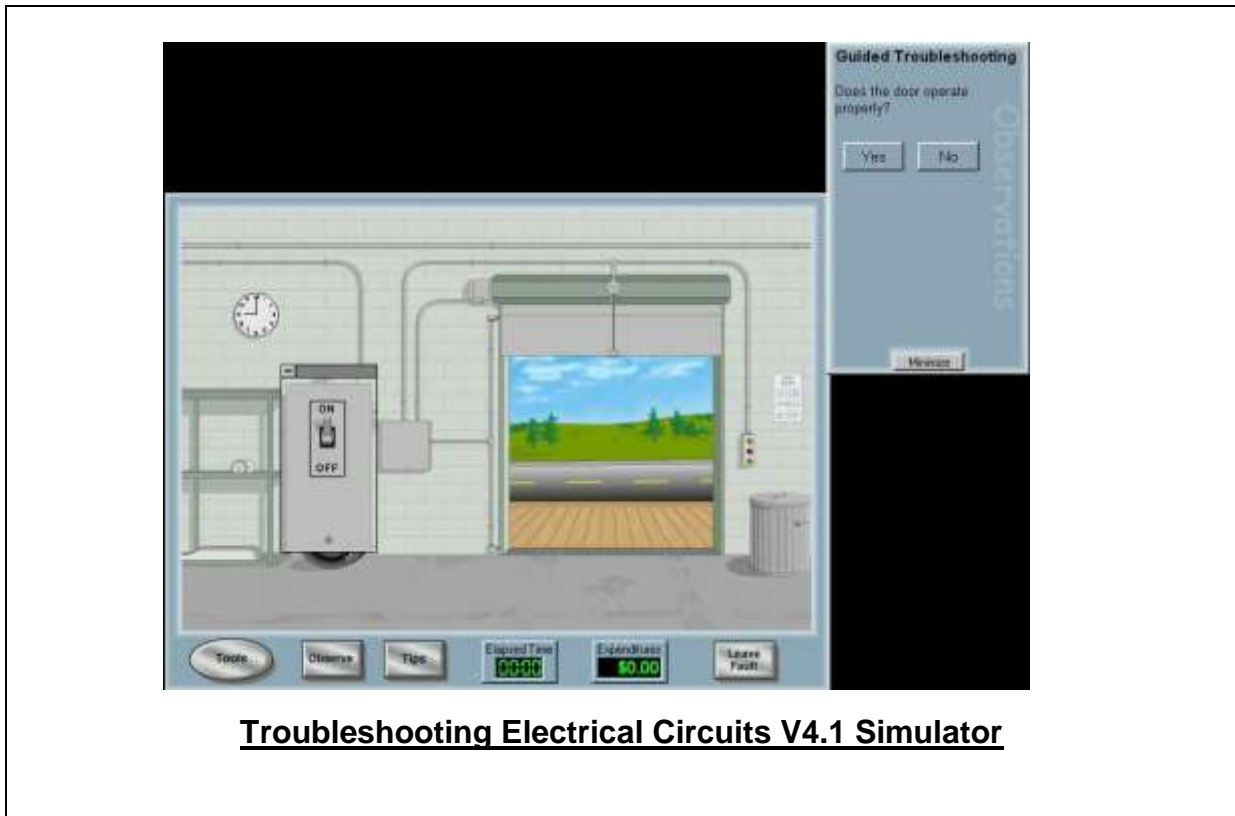 Guided Troubleshooting
Does the door operate
properly?
Yes No
Observations
ON
OFF
Tools
Observe
Tips
Elapsed Time
00:00
Expenditures
$0.00
Leave
Fault
Minimize
Troubleshooting Electrical Circuits V4.1 Simulator